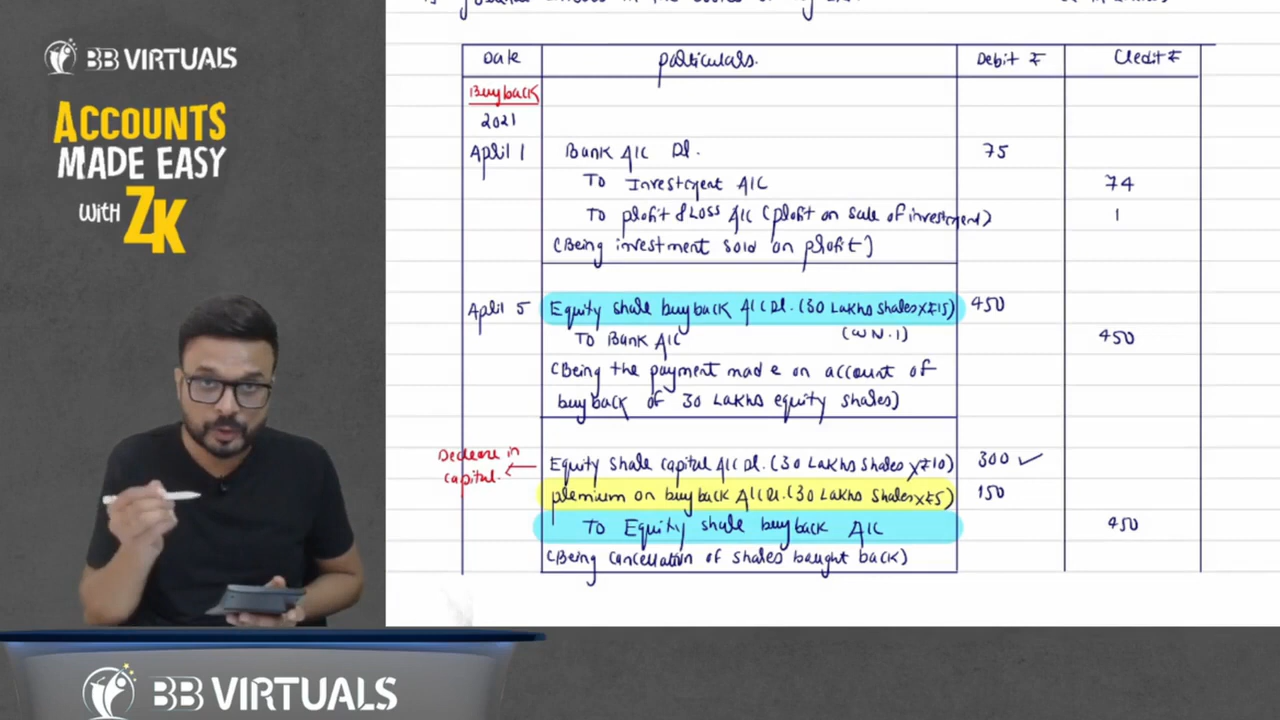 BB VIRTUALS
ACCOUNTS
MADE EASY
WITH ZK
Date Particulars. Debit ₹ Credit ₹
Buyback
2021
April 1 Bank A/C Dr. 75
To Investment A/C 74
To profit & Loss A/C (profit on sale of investment) 1
(Being investment sold on profit)
April 5 Equity share buyback A/C Dr. (30 Lakhs shares x ₹15) 450
To Bank A/C (W N. 1) 450
(Being the payment made on account of
buyback of 30 Lakhs equity shares)
Decrease in
capital.
Equity share capital A/C Dr. (30 Lakhs shares x ₹10) 300 ✓
premium on buyback A/C Dr. (30 Lakhs shares x ₹5) 150
To Equity share buyback A/C 450
(Being cancellation of shares bought back)
BB VIRTUALS